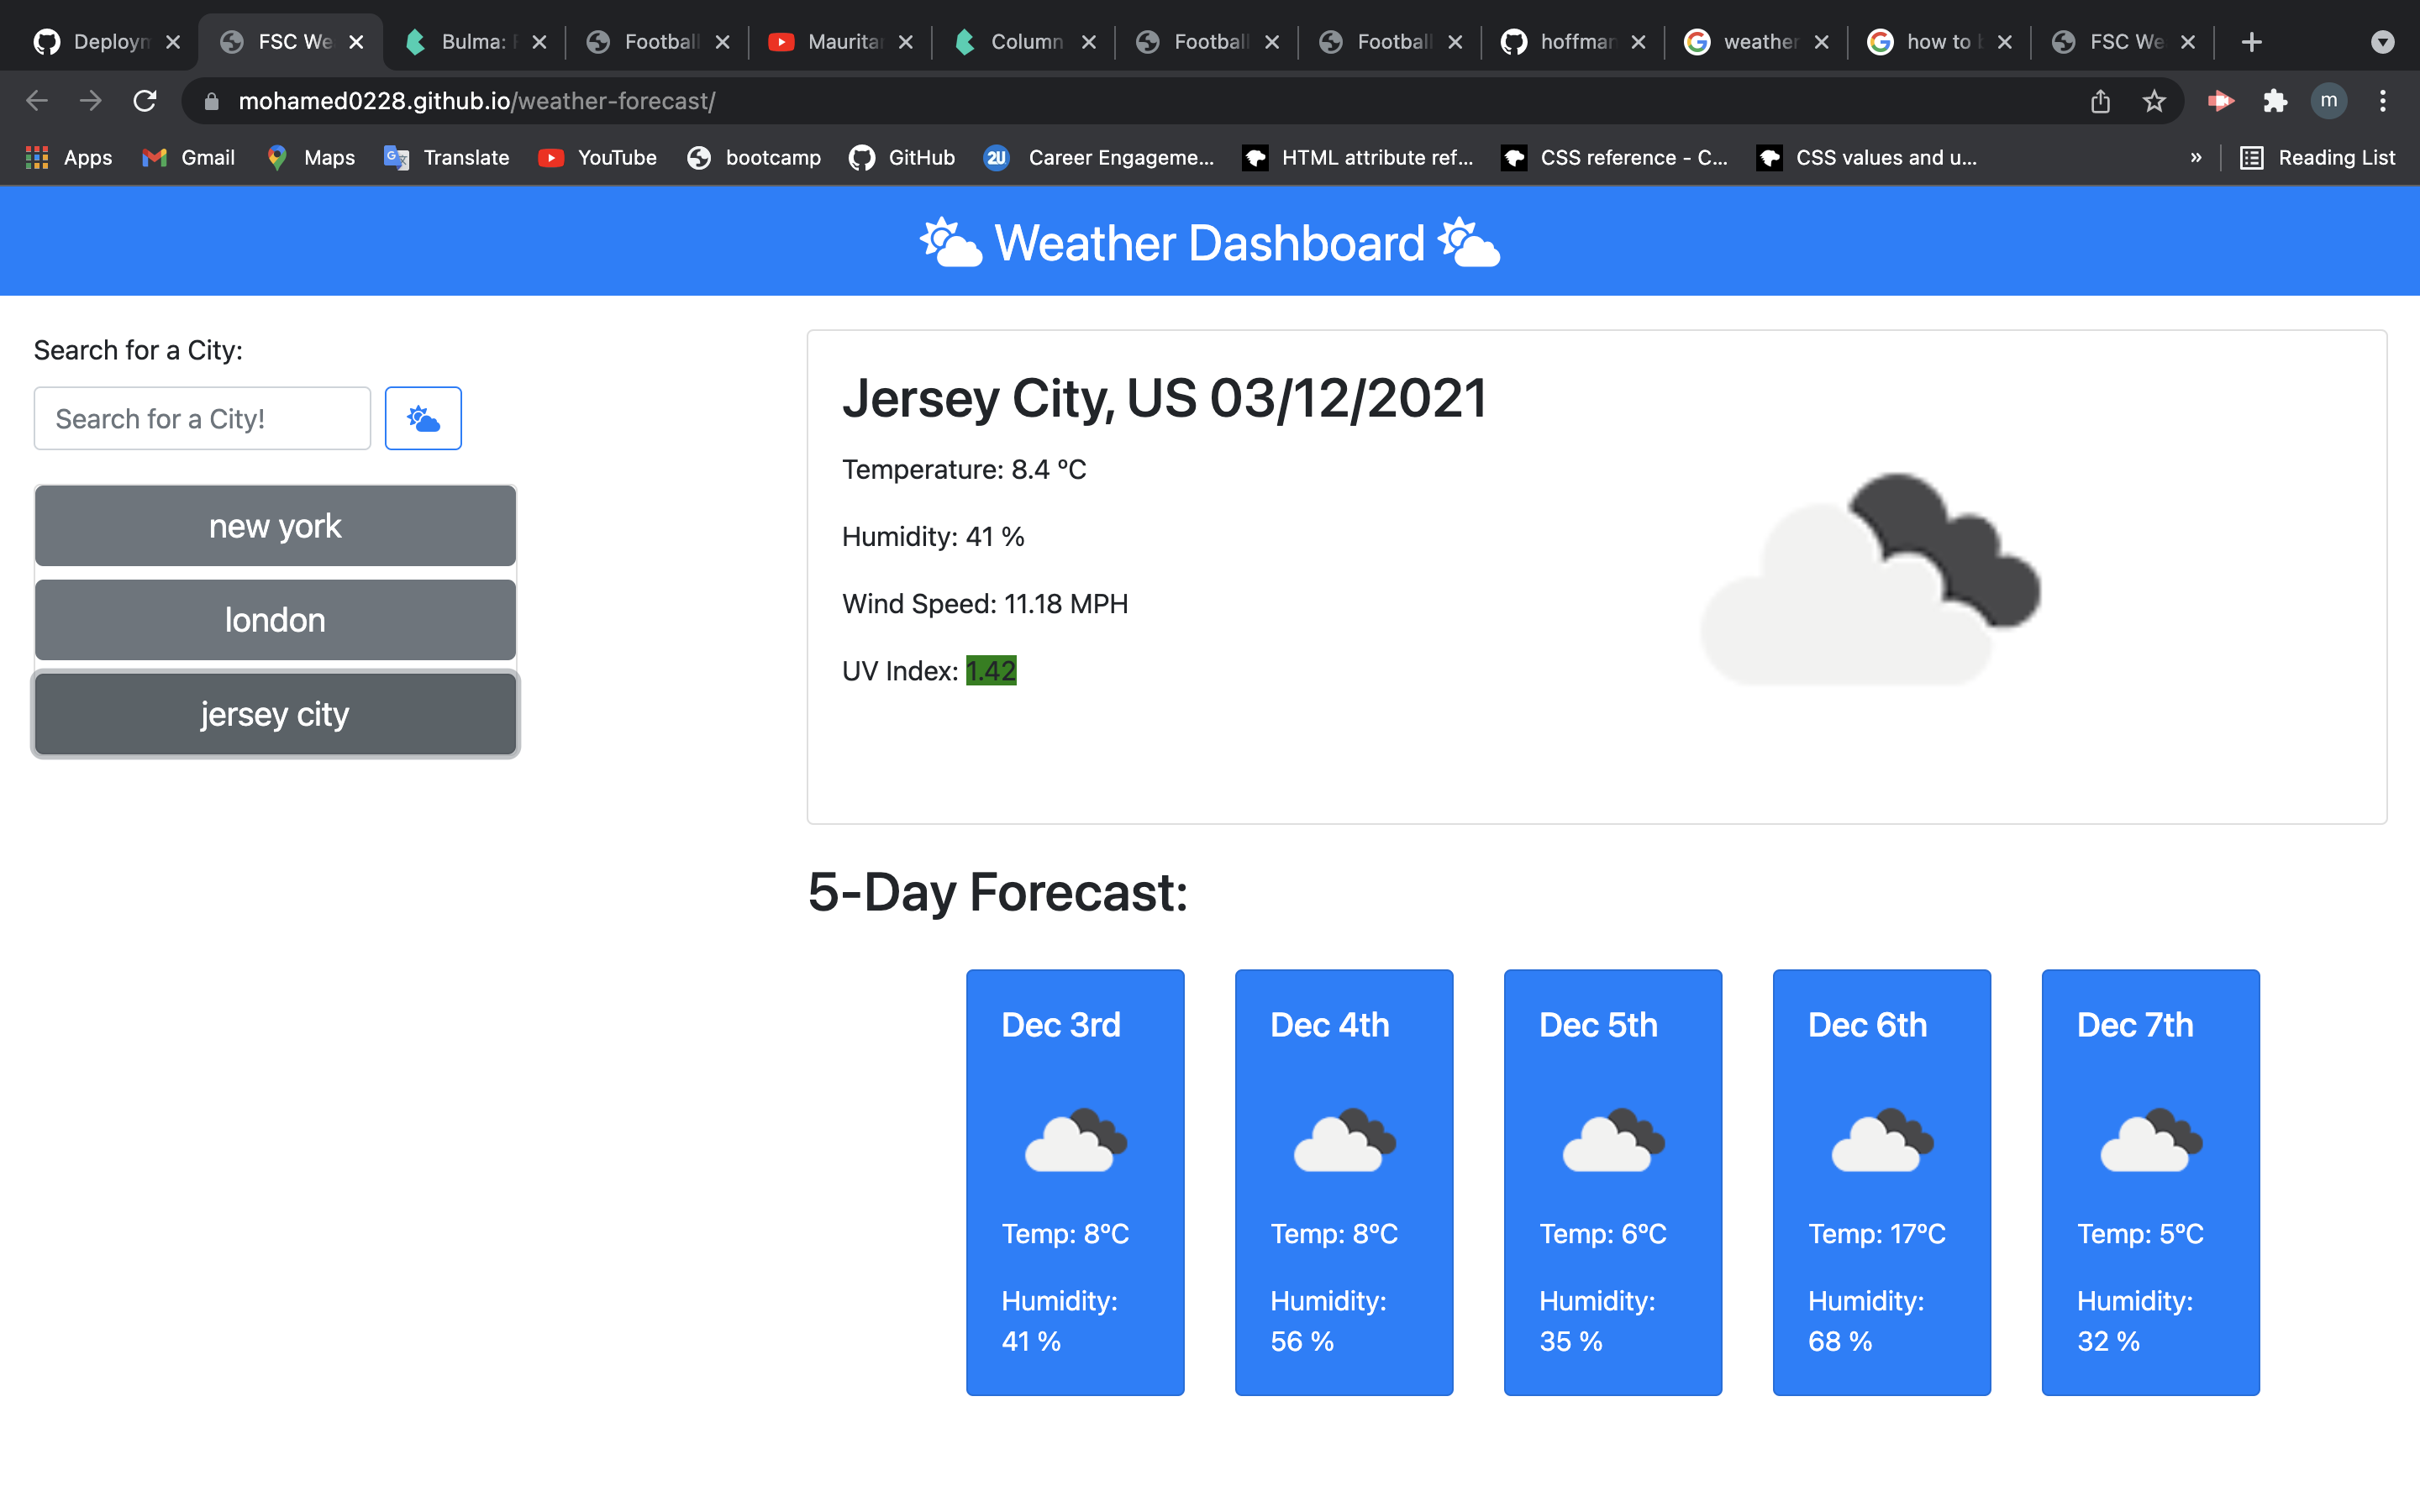 Deploym
FSC We
Bulma: F
Football
Mauritan
Column
Football
Football
hoffman
weather
how to b
FSC We
mohamed0228.github.io/weather-forecast/
m
Apps
Gmail
Maps
Translate
YouTube
bootcamp
GitHub
2U
Career Engageme...
HTML attribute ref...
CSS reference - C...
CSS values and u...
»
Reading List
Weather Dashboard
Search for a City:
Search for a City!
new york
london
jersey city
Jersey City, US 03/12/2021
Temperature: 8.4 °C
Humidity: 41 %
Wind Speed: 11.18 MPH
UV Index: 1.42
5-Day Forecast:
Dec 3rd
Temp: 8°C
Humidity:
41 %
Dec 4th
Temp: 8°C
Humidity:
56 %
Dec 5th
Temp: 6°C
Humidity:
35 %
Dec 6th
Temp: 17°C
Humidity:
68 %
Dec 7th
Temp: 5°C
Humidity:
32 %